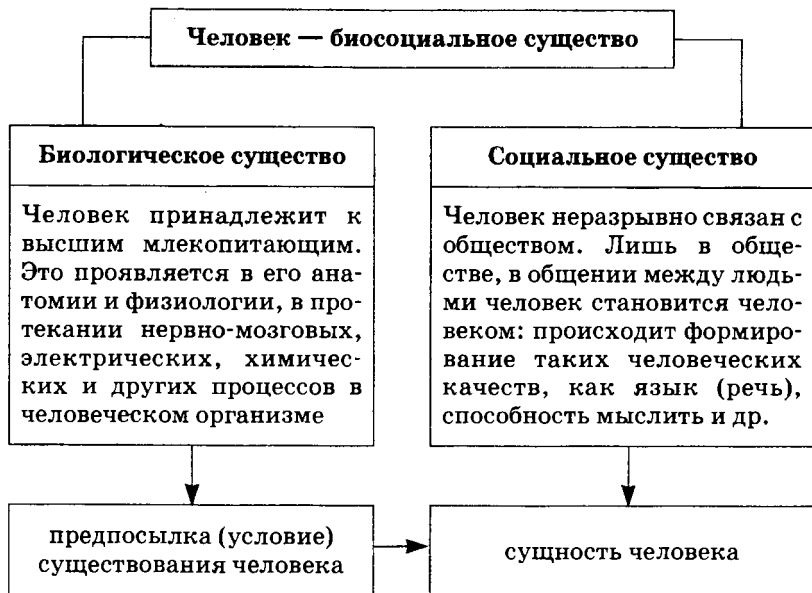 Человек — биосоциальное существо
Биологическое существо
Человек принадлежит к
высшим млекопитающим.
Это проявляется в его ана-
томии и физиологии, в про-
текании нервно-мозговых,
электрических, химичес-
ких и других процессов в
человеческом организме
Социальное существо
Человек неразрывно связан с
обществом. Лишь в обще-
стве, в общении между людь-
ми человек становится чело-
веком: происходит формиро-
вание таких человеческих
качеств, как язык (речь),
способность мыслить и др.
предпосылка (условие)
существования человека
сущность человека